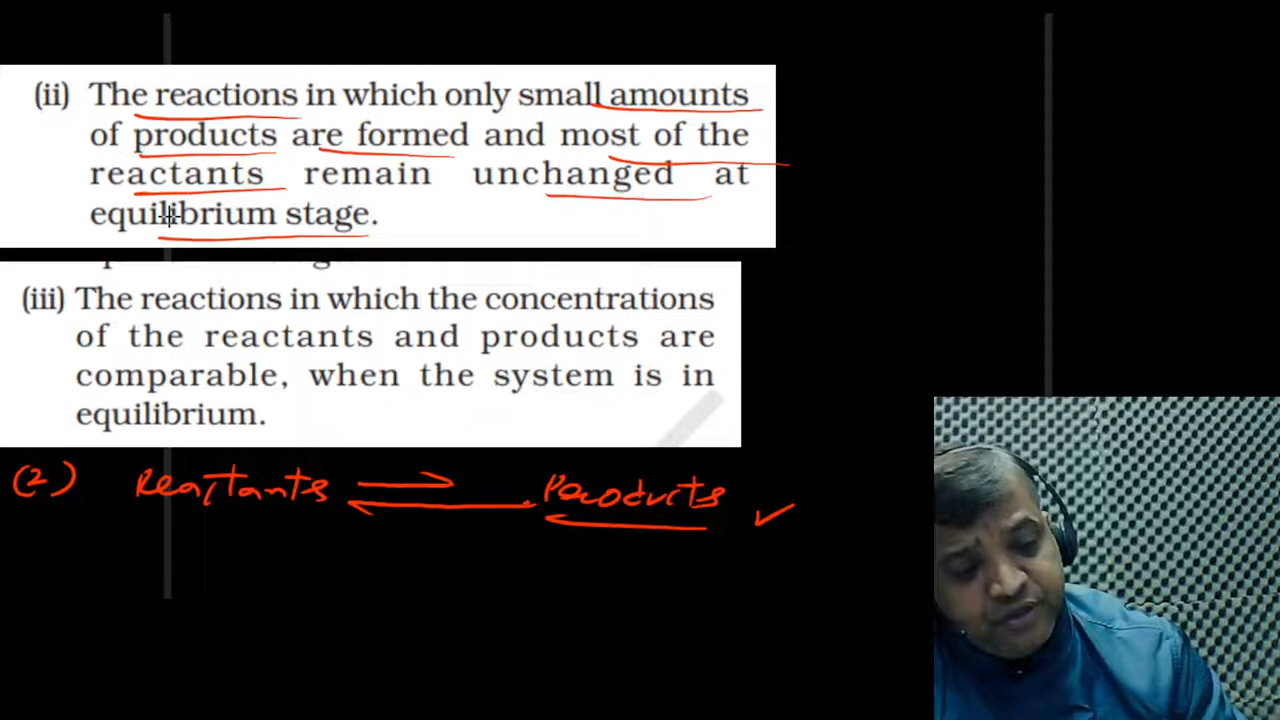 (ii) The reactions in which only small amounts
of products are formed and most of the
reactants remain unchanged at
equilibrium stage.
(iii) The reactions in which the concentrations
of the reactants and products are
comparable, when the system is in
equilibrium.
(2) Reactants ⇌ Products ✓